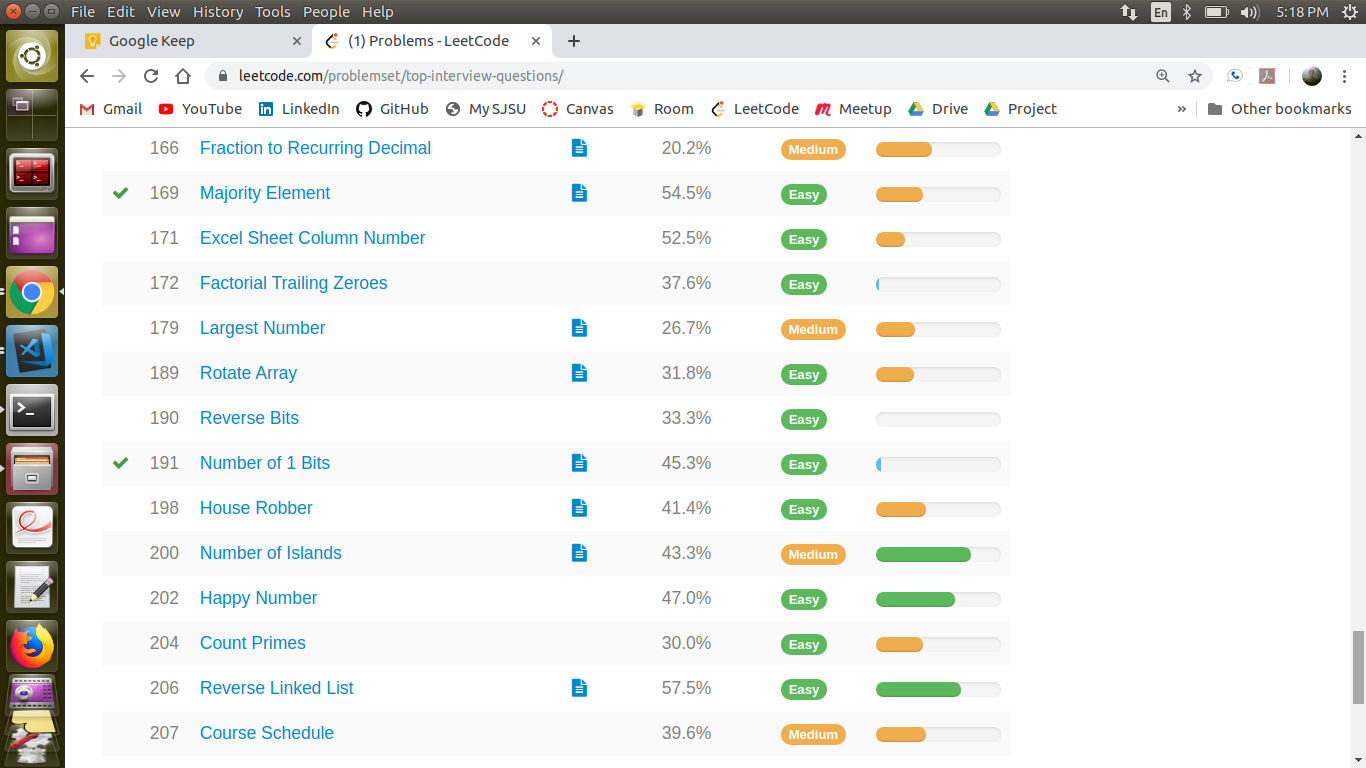 File Edit View History Tools People Help En 5:18 PM
Google Keep (1) Problems - LeetCode
leetcode.com/problemset/top-interview-questions/
Gmail YouTube LinkedIn GitHub My SJSU Canvas Room LeetCode Meetup Drive Project » Other bookmarks
166 Fraction to Recurring Decimal 20.2% Medium
169 Majority Element 54.5% Easy
171 Excel Sheet Column Number 52.5% Easy
172 Factorial Trailing Zeroes 37.6% Easy
179 Largest Number 26.7% Medium
189 Rotate Array 31.8% Easy
190 Reverse Bits 33.3% Easy
191 Number of 1 Bits 45.3% Easy
198 House Robber 41.4% Easy
200 Number of Islands 43.3% Medium
202 Happy Number 47.0% Easy
204 Count Primes 30.0% Easy
206 Reverse Linked List 57.5% Easy
207 Course Schedule 39.6% Medium